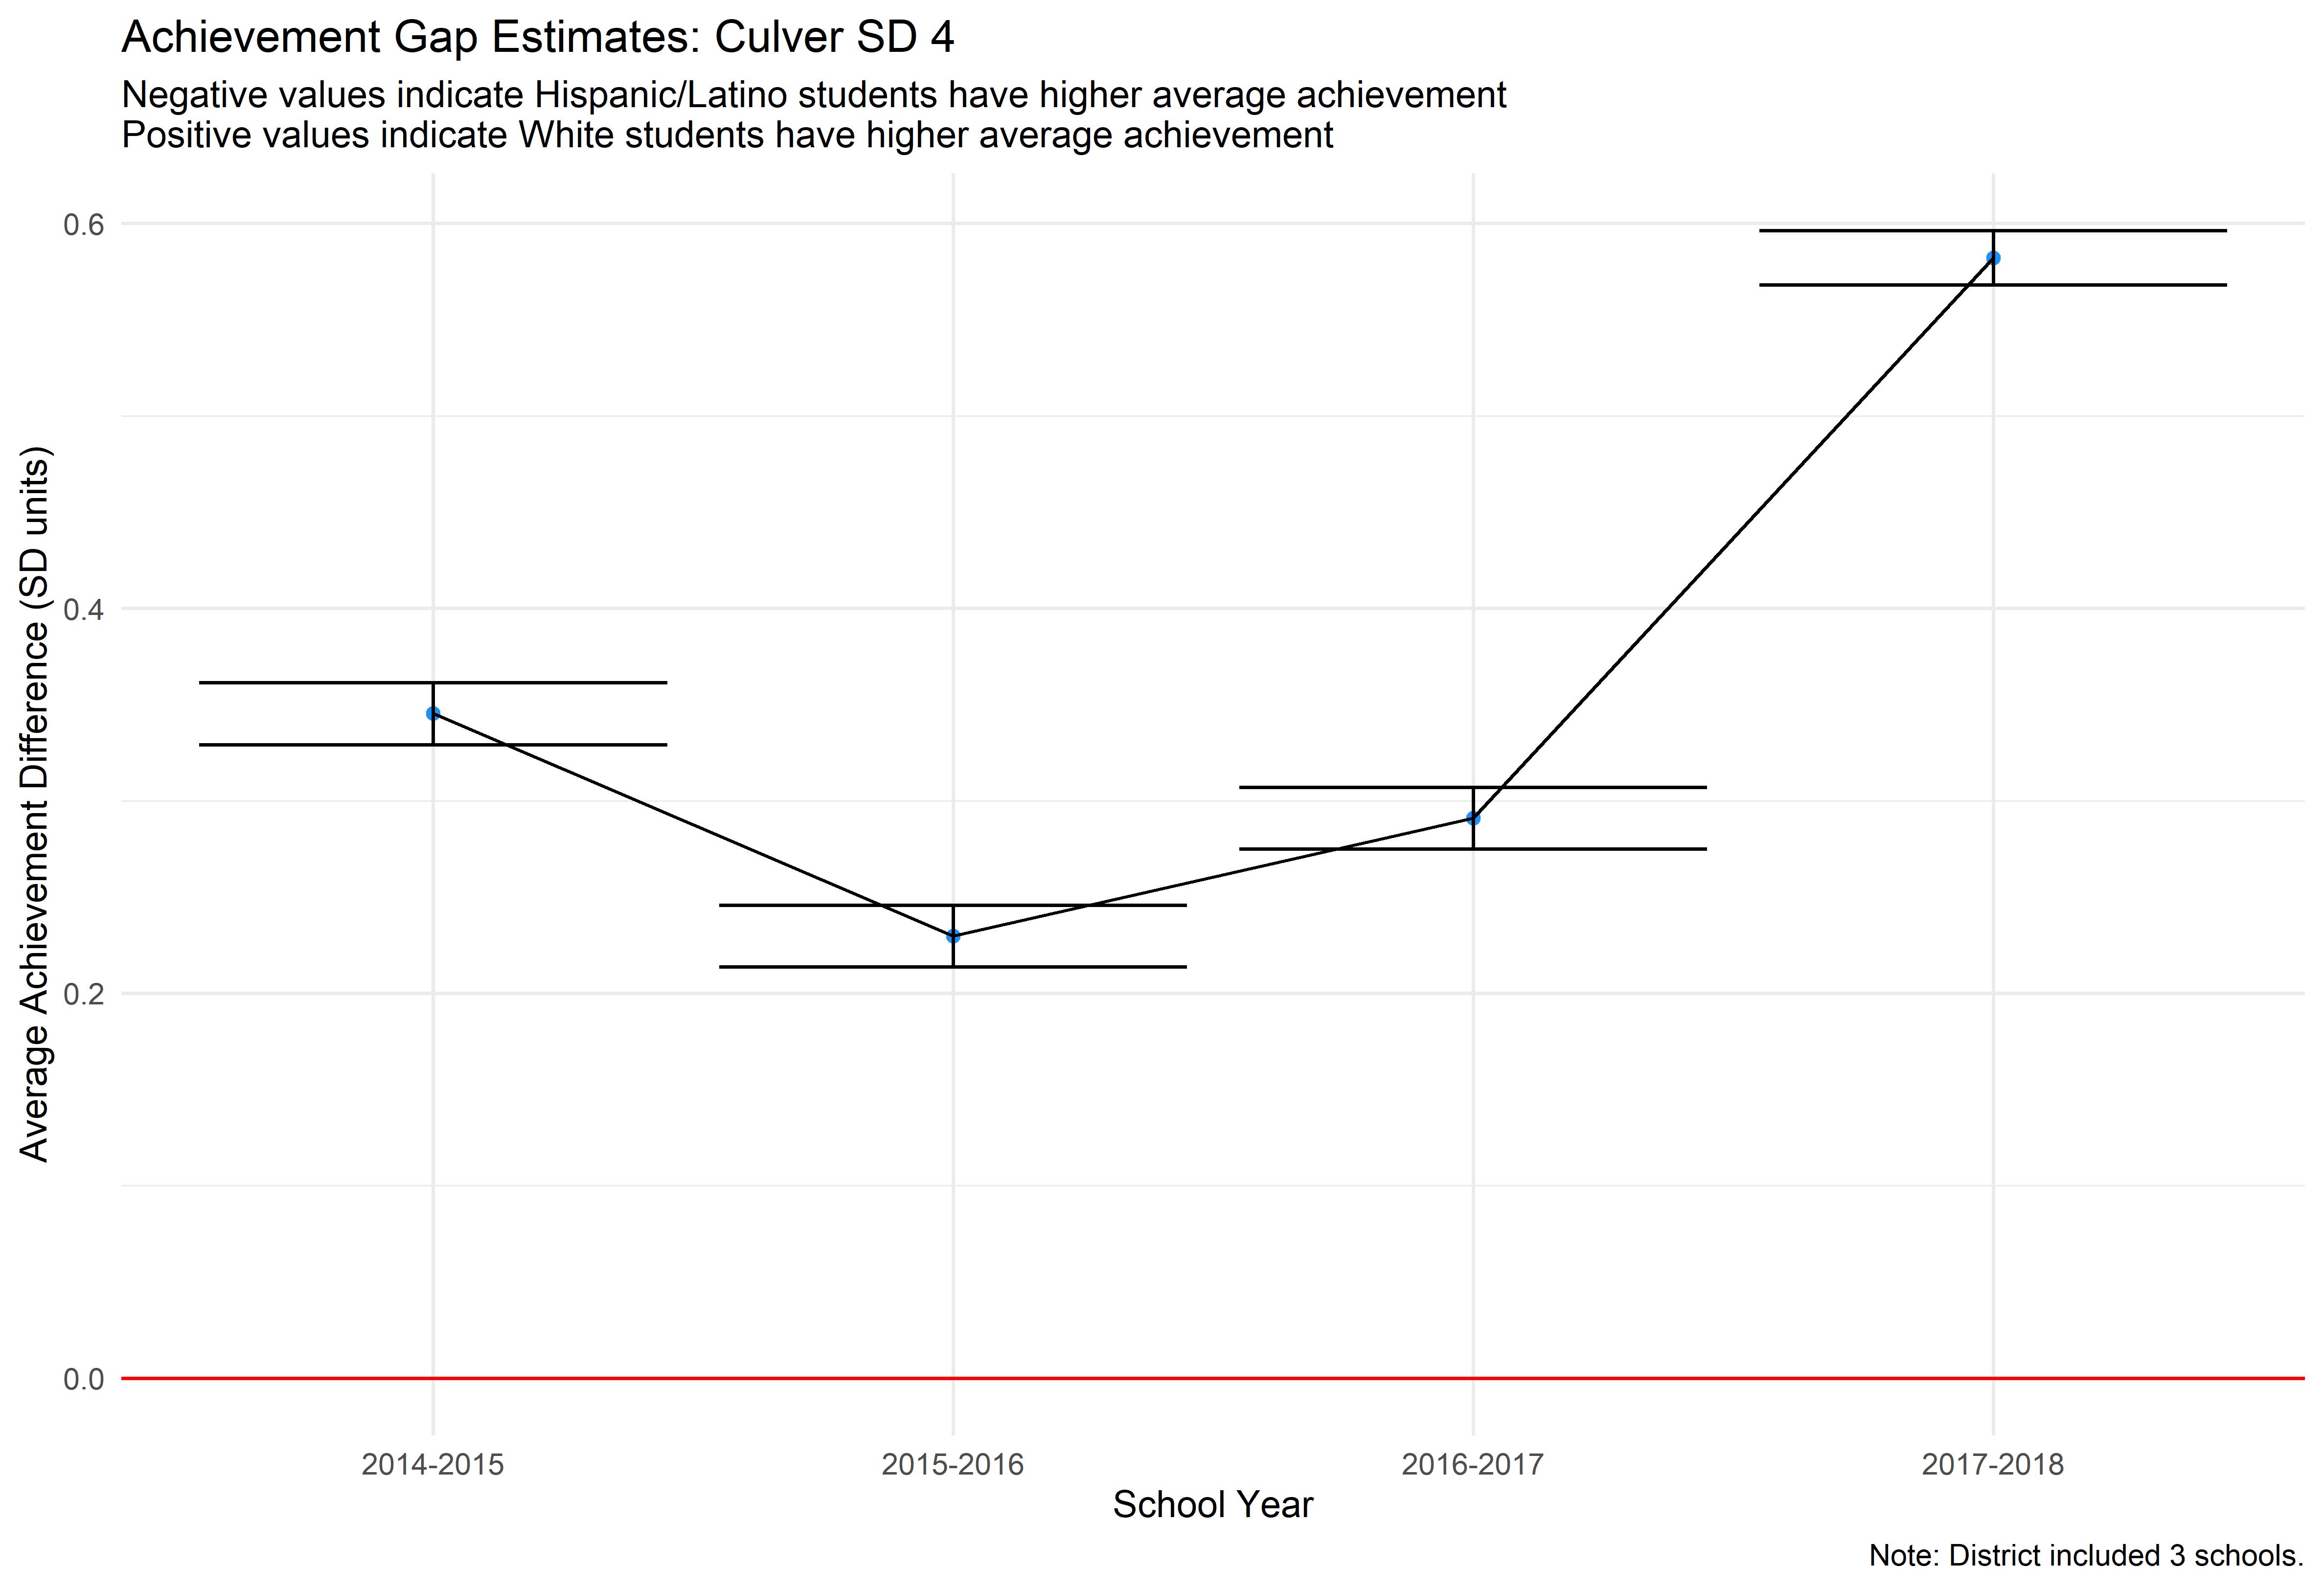 Achievement Gap Estimates: Culver SD 4
Negative values indicate Hispanic/Latino students have higher average achievement
Positive values indicate White students have higher average achievement
Average Achievement Difference (SD units)
0.6
0.4
0.2
0.0
2014-2015
2015-2016
2016-2017
2017-2018
School Year
Note: District included 3 schools.